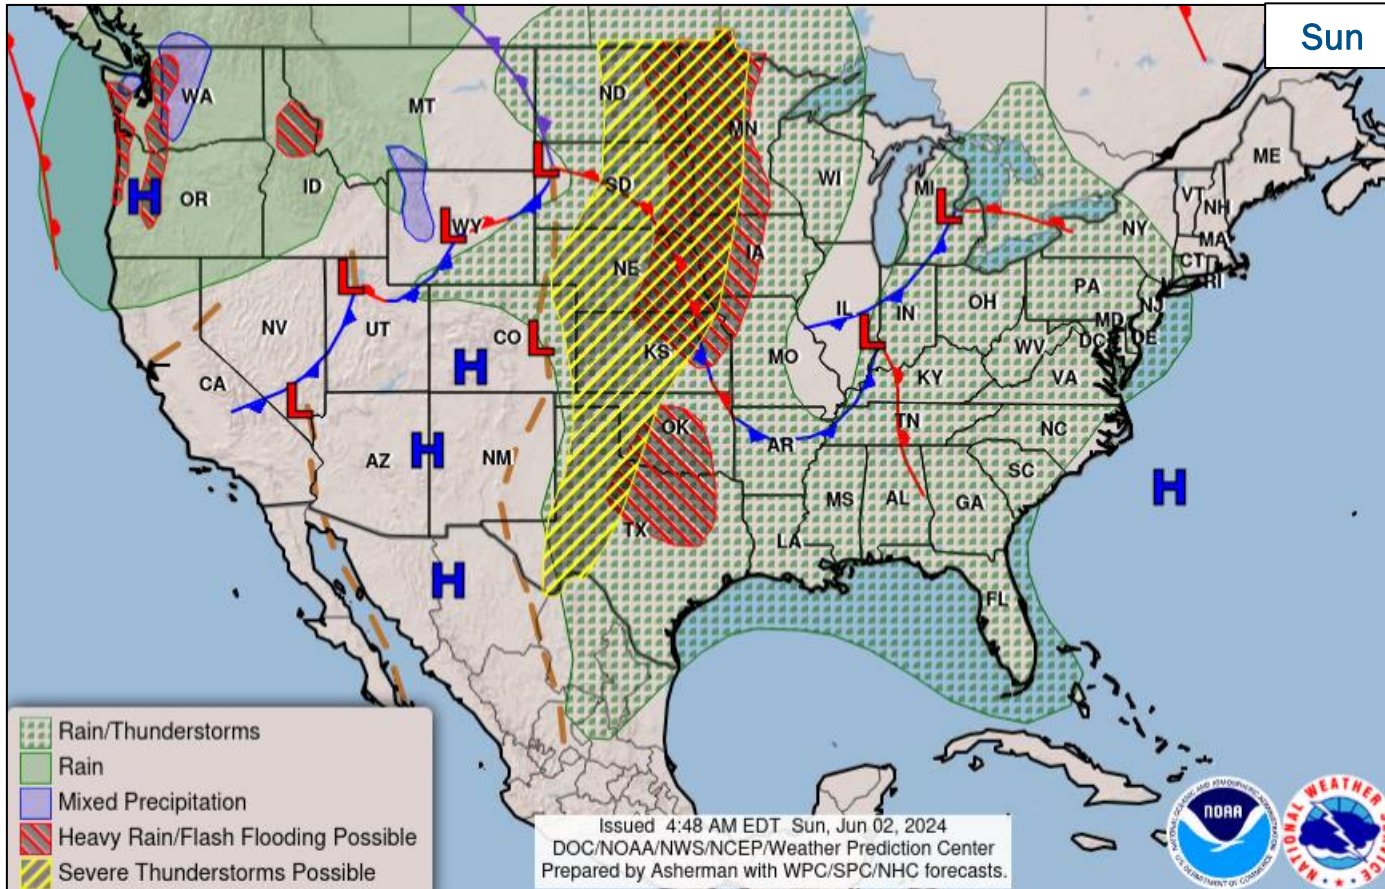 Sun
WA
MT
ND
MN
ME
OR
ID
WY
SD
WI
MI
VT
NH
NY
MA
CT
RI
NV
UT
CO
NE
IA
IL
IN
OH
PA
NJ
MD
DE
DC
WV
VA
CA
KS
MO
KY
AZ
NM
OK
AR
TN
NC
SC
TX
LA
MS
AL
GA
FL
H
H
H
H
H
L
L
L
L
L
L
L
Rain/Thunderstorms
Rain
Mixed Precipitation
Heavy Rain/Flash Flooding Possible
Severe Thunderstorms Possible
Issued 4:48 AM EDT Sun, Jun 02, 2024
DOC/NOAA/NWS/NCEP/Weather Prediction Center
Prepared by Asherman with WPC/SPC/NHC forecasts.
NOAA
NATIONAL WEATHER SERVICE